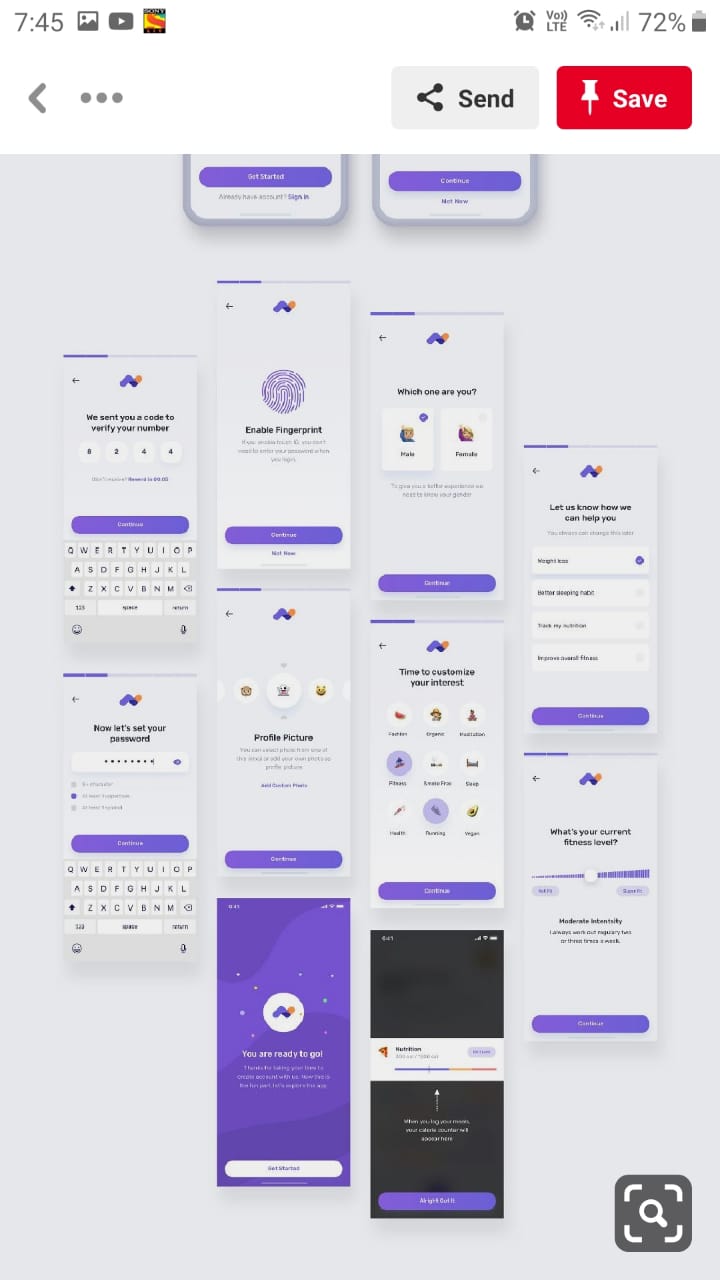 7:45
SONY
SAB
Vo))
LTE
72%
Send
Save
Get Started
Already have account? Sign in
Continue
Not Now
We sent you a code to
verify your number
8 2 4 4
Didn't receive? Resend in 00:05
Continue
Q W E R T Y U I O P
A S D F G H J K L
Z X C V B N M
123 space return
Now let's set your
password
8+ character
At least 1 uppercase
At least 1 symbol
Continue
Q W E R T Y U I O P
A S D F G H J K L
Z X C V B N M
123 space return
Enable Fingerprint
If you enable touch ID, you don't
need to enter your password when
you login.
Continue
Not Now
Profile Picture
You can select photo from one of
this emoji or add your own photo as
profile picture
Add Custom Photo
Continue
9:41
You are ready to go!
Thanks for taking your time to
create account with us. Now this is
the fun part, let's explore the app
Get Started
Which one are you?
Male
Female
To give you a better experience we
need to know your gender
Continue
Time to customize
your interest
Fashion Organic Meditation
Fitness Smoke Free Sleep
Health Running Vegan
Continue
9:41
Nutrition
When you log your meals,
your calorie counter will
appear here
Alright Got It
Let us know how we
can help you
You always can change this later
Weight loss
Better sleeping habit
Track my nutrition
Improve overall fitness
Continue
What's your current
fitness level?
Not Fit
Super Fit
Moderate Intensity
I always work out regulary two
or three times a week.
Continue